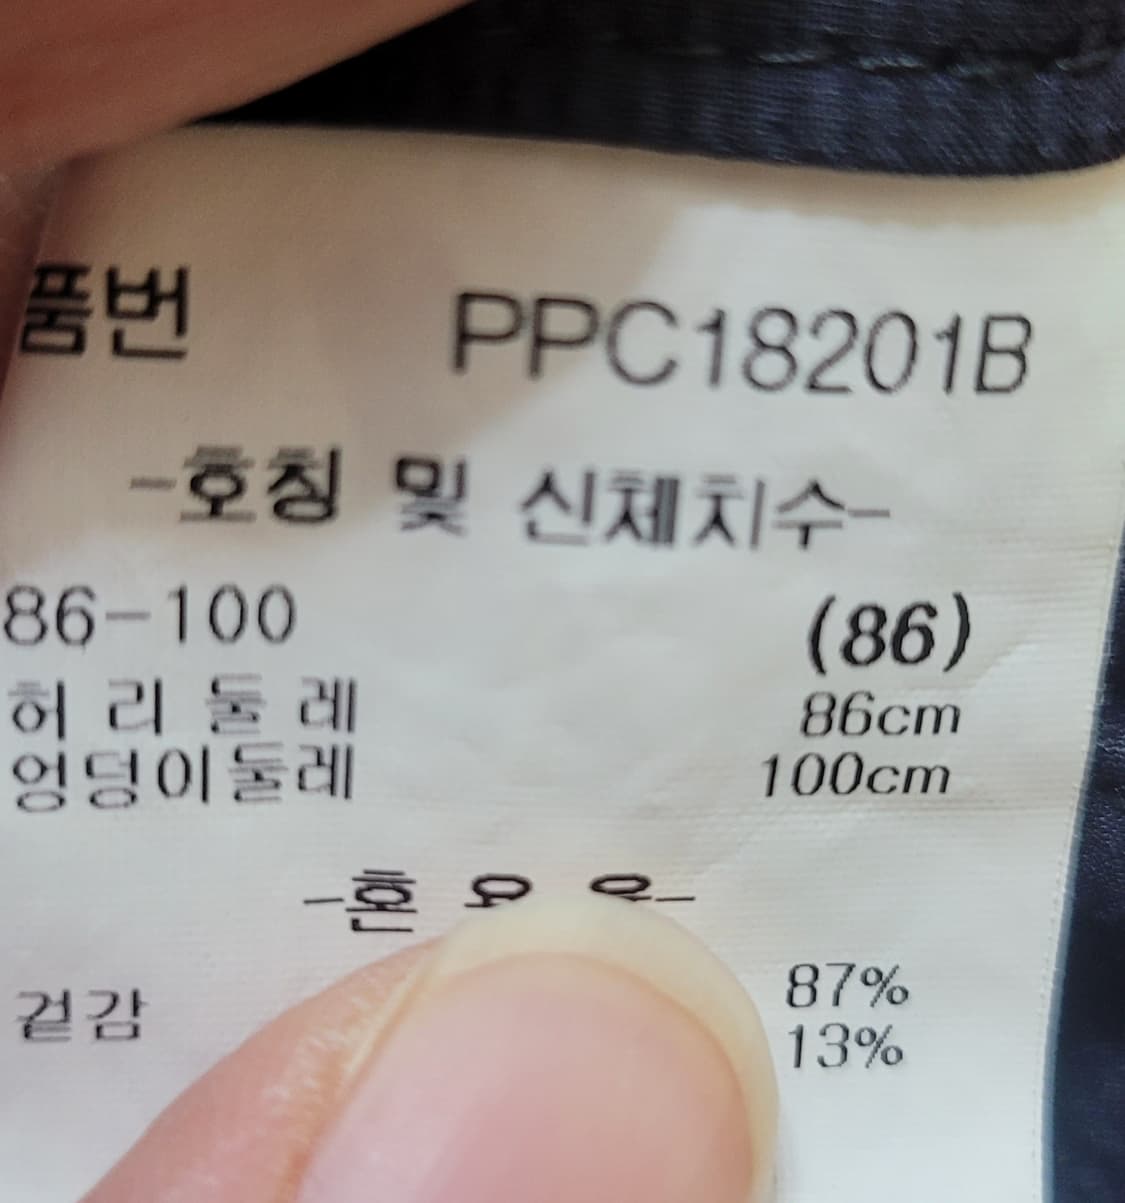 품번 PPC18201B
-호칭 및 신체치수-
86-100 (86)
허리둘레 86cm
엉덩이둘레 100cm
-혼
겉감 87%
13%